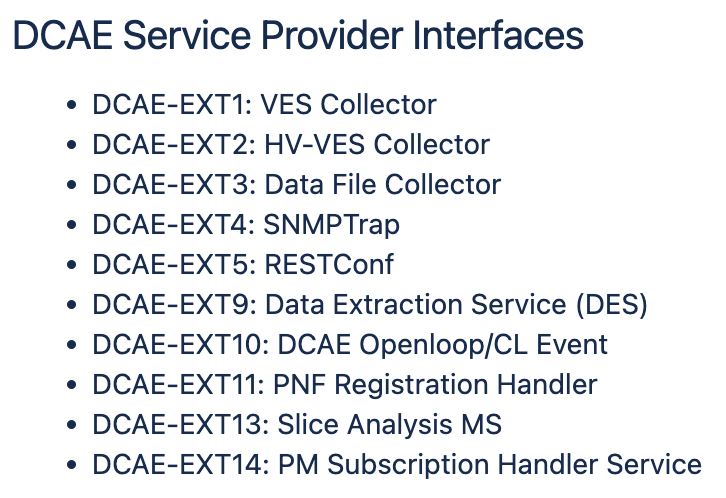 DCAE Service Provider Interfaces
• DCAE-EXT1: VES Collector
• DCAE-EXT2: HV-VES Collector
• DCAE-EXT3: Data File Collector
• DCAE-EXT4: SNMPTrap
• DCAE-EXT5: RESTConf
• DCAE-EXT9: Data Extraction Service (DES)
• DCAE-EXT10: DCAE Openloop/CL Event
• DCAE-EXT11: PNF Registration Handler
• DCAE-EXT13: Slice Analysis MS
• DCAE-EXT14: PM Subscription Handler Service